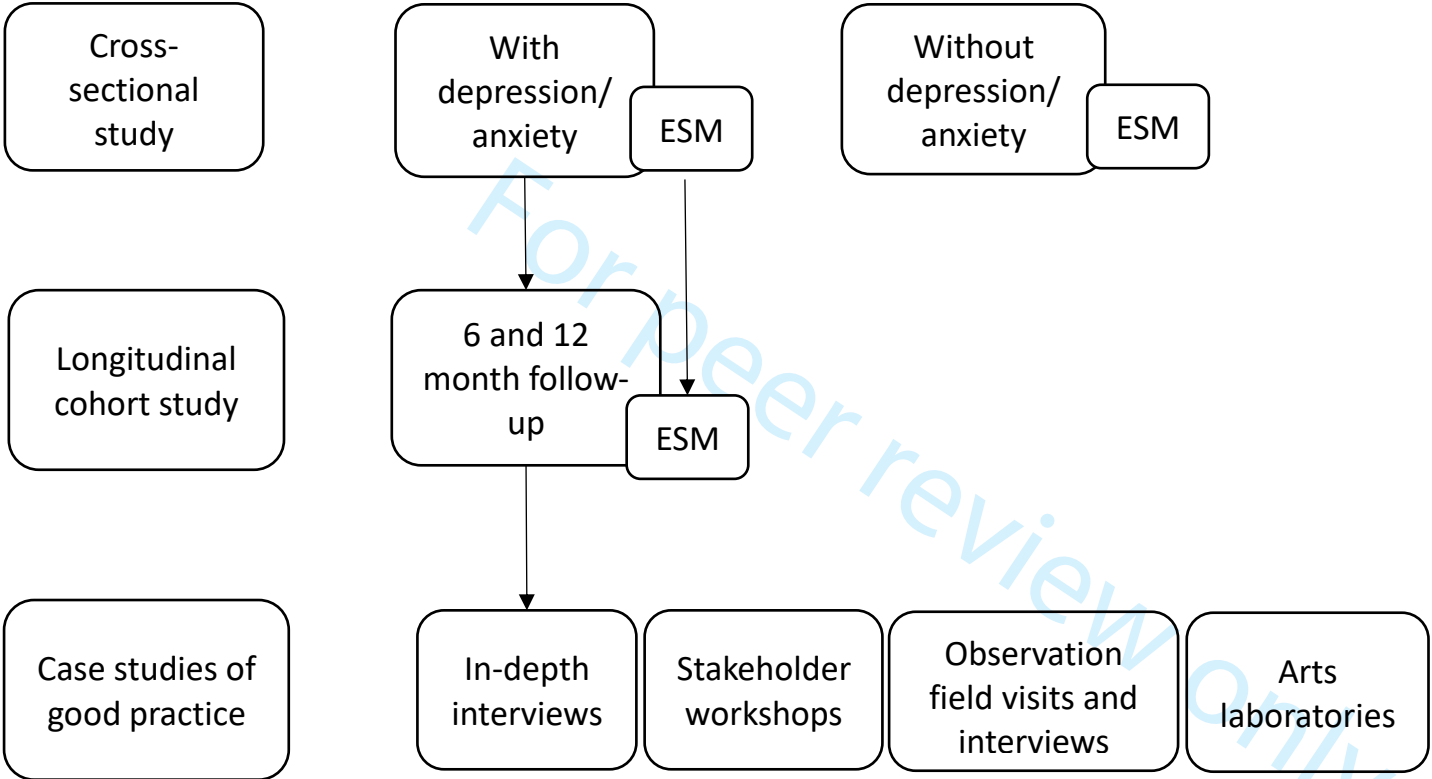 Cross-
sectional
study
With
depression/
anxiety
ESM
Without
depression/
anxiety
ESM
Longitudinal
cohort study
6 and 12
month follow-
up
ESM
Case studies of
good practice
In-depth
interviews
Stakeholder
workshops
Observation
field visits and
interviews
Arts
laboratories
For peer review only